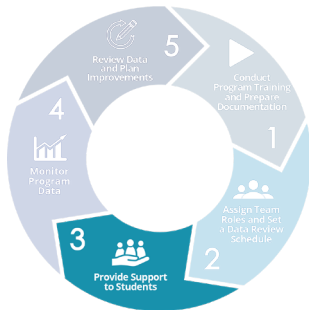 Conduct
Program Training
and Prepare
Documentation
1
Assign Team
Roles and Set
a Data Review
Schedule
2
3
Provide Support
to Students
4
Monitor
Program
Data
5
Review Data
and Plan
Improvements